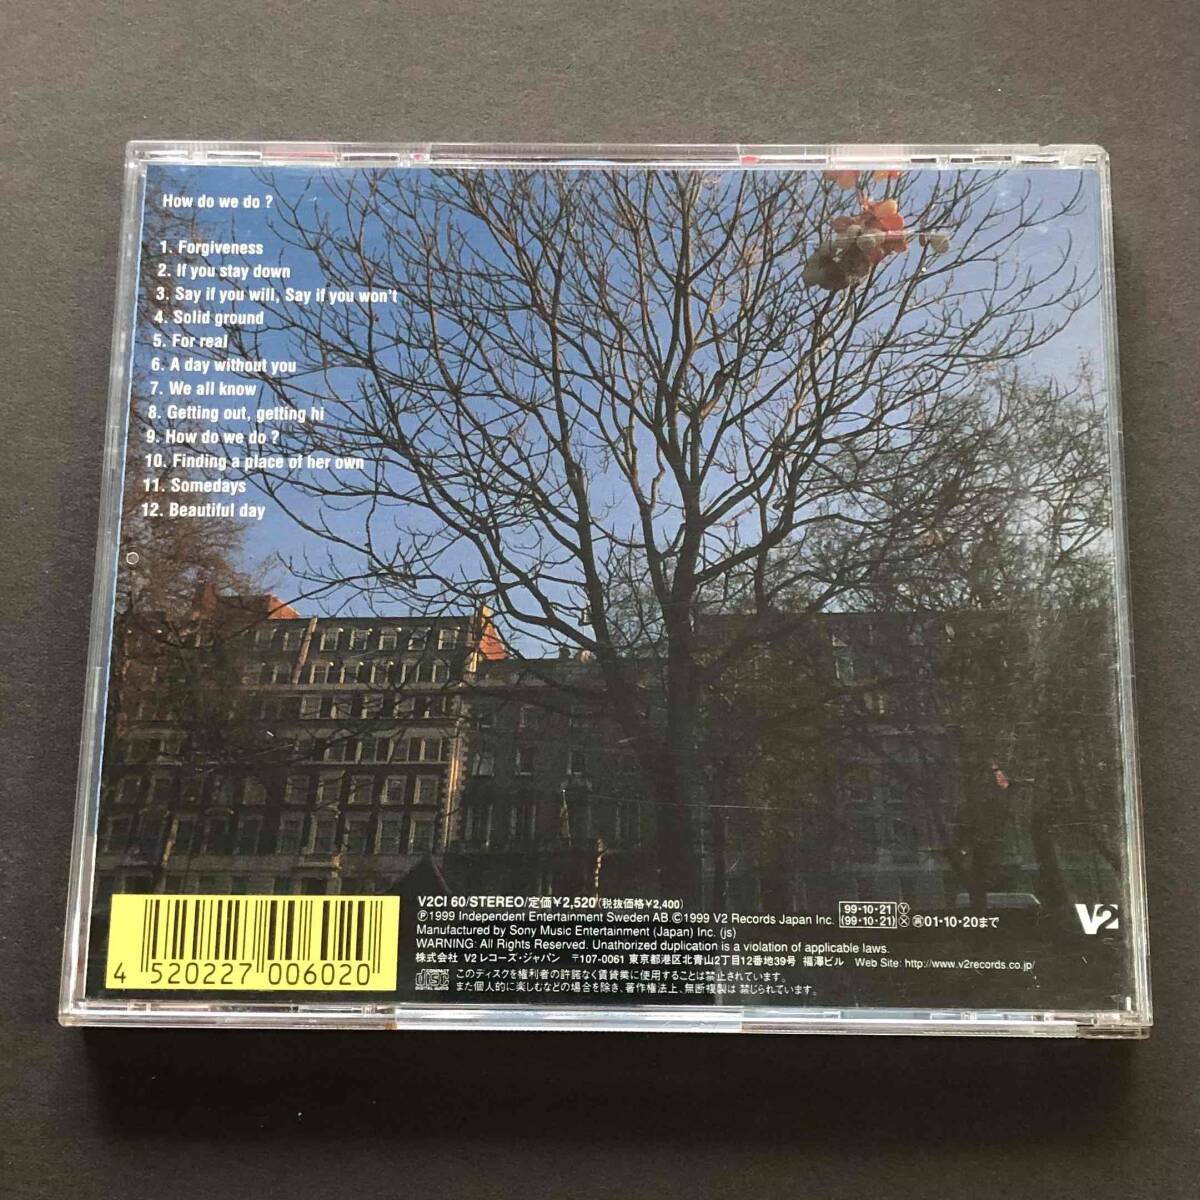 How do we do ?
1. Forgiveness
2. If you stay down
3. Say if you will, Say if you won't
4. Solid ground
5. For real
6. A day without you
7. We all know
8. Getting out, getting hi
9. How do we do ?
10. Finding a place of her own
11. Somedays
12. Beautiful day
4 520227 006020
V2CI 60/STEREO/定価¥2,520(税抜価格¥2,400)
Ⓟ1999 Independent Entertainment Sweden AB.Ⓒ1999 V2 Records Japan Inc.
Manufactured by Sony Music Entertainment (Japan) Inc. (js)
WARNING: All Rights Reserved. Unathorized duplication is a violation of applicable laws.
株式会社 V2 レコーズ・ジャパン 〒107-0061 東京都港区北青山2丁目12番地39号 福澤ビル Web Site: http://www.v2records.co.jp/
COMPACT disc DIGITAL AUDIO
このディスクを権利者の許諾なく賃貸業に使用することは禁止されています。
また個人的に楽しむなどの場合を除き、著作権法上、無断複製は禁じられています。
99・10・21 Ⓨ
(99・10・21) Ⓧ 再 01・10・20まで
V2